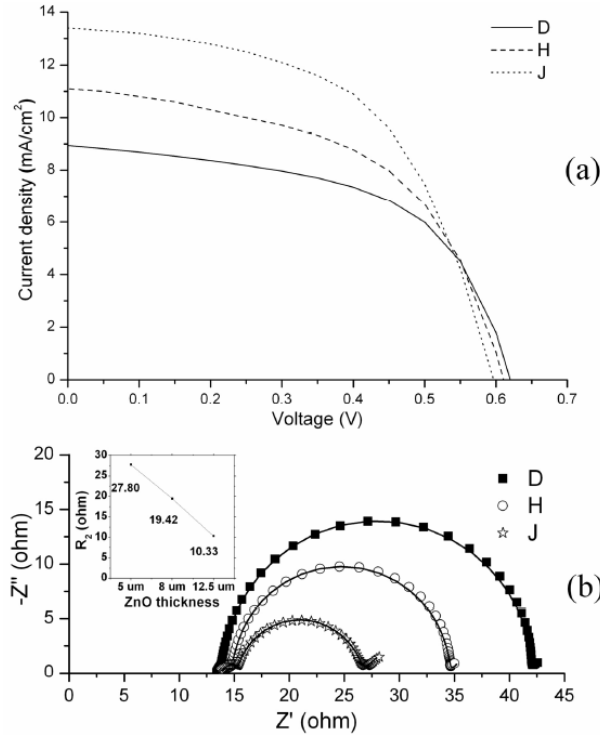 14
12
10
8
6
4
2
0
Current density (mA/cm²)
0.0 0.1 0.2 0.3 0.4 0.5 0.6 0.7
Voltage (V)
D
H
J
(a)
20
15
10
5
0
-Z'' (ohm)
0 5 10 15 20 25 30 35 40 45
Z' (ohm)
D
H
J
(b)
30
25
20
15
10
5
0
R2 (ohm)
27.80
19.42
10.33
5 um 8 um 12.5 um
ZnO thickness